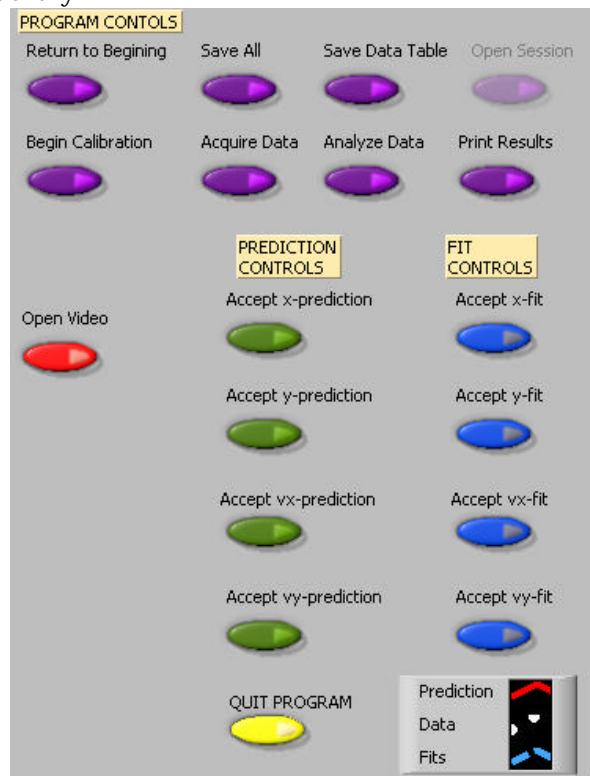 PROGRAM CONTOLS
Return to Begining
Save All
Save Data Table
Open Session
Begin Calibration
Acquire Data
Analyze Data
Print Results
PREDICTION
CONTROLS
FIT
CONTROLS
Open Video
Accept x-prediction
Accept x-fit
Accept y-prediction
Accept y-fit
Accept vx-prediction
Accept vx-fit
Accept vy-prediction
Accept vy-fit
QUIT PROGRAM
Prediction
Data
Fits